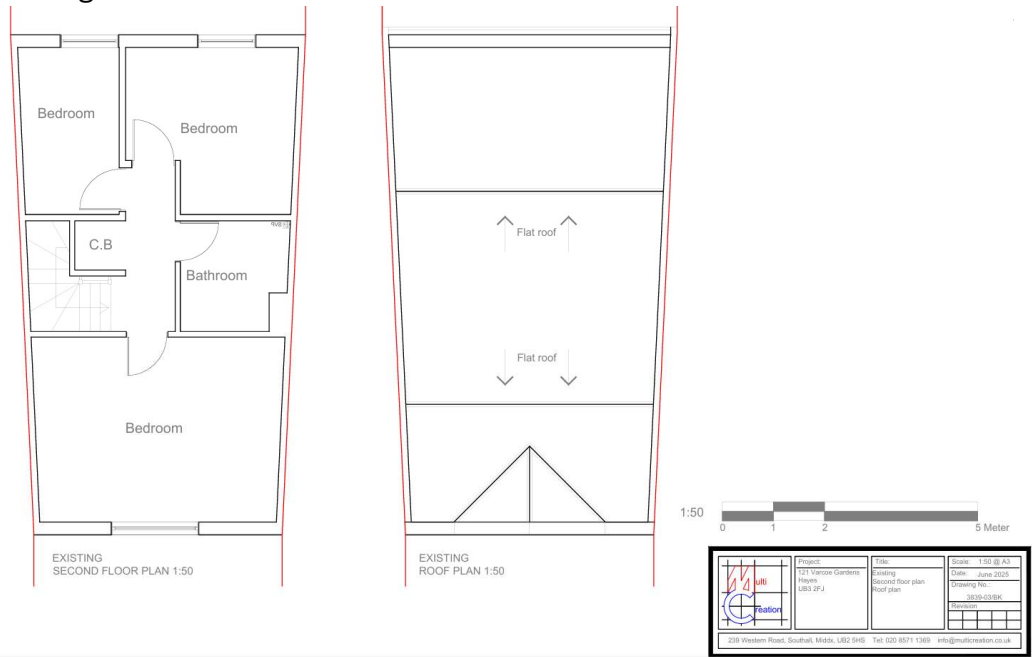 Bedroom
Bedroom
C.B
Bathroom
Bedroom
EXISTING
SECOND FLOOR PLAN 1:50
Flat roof
Flat roof
EXISTING
ROOF PLAN 1:50
1:50
0 1 2 5 Meter
Multi
Creation
Project:
121 Varcoe Gardens
Hayes
UB3 2FJ
Title:
Existing
Second floor plan
Roof plan
Scale: 1:50 @ A3
Date: June 2025
Drawing No.:
3839-03/BK
Revision
239 Western Road, Southall, Middx, UB2 5HS Tel: 020 8571 1369 info@multicreation.co.uk